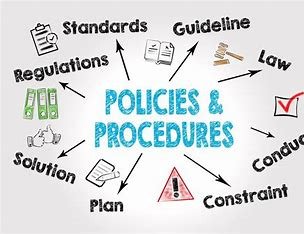 Standards
Guideline
Regulations
Law
POLICIES &
PROCEDURES
Solution
Conduc
Plan
Constraint